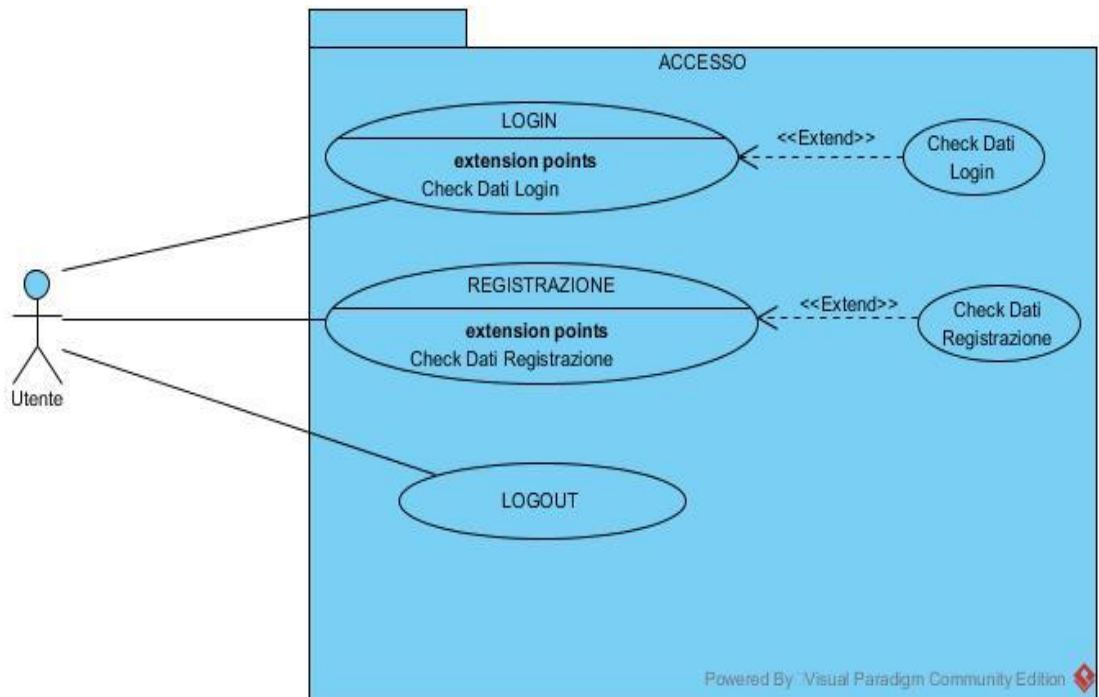 ACCESSO
LOGIN
extension points
Check Dati Login
<<Extend>>
Check Dati
Login
REGISTRAZIONE
extension points
Check Dati Registrazione
<<Extend>>
Check Dati
Registrazione
Utente
LOGOUT
Powered By Visual Paradigm Community Edition